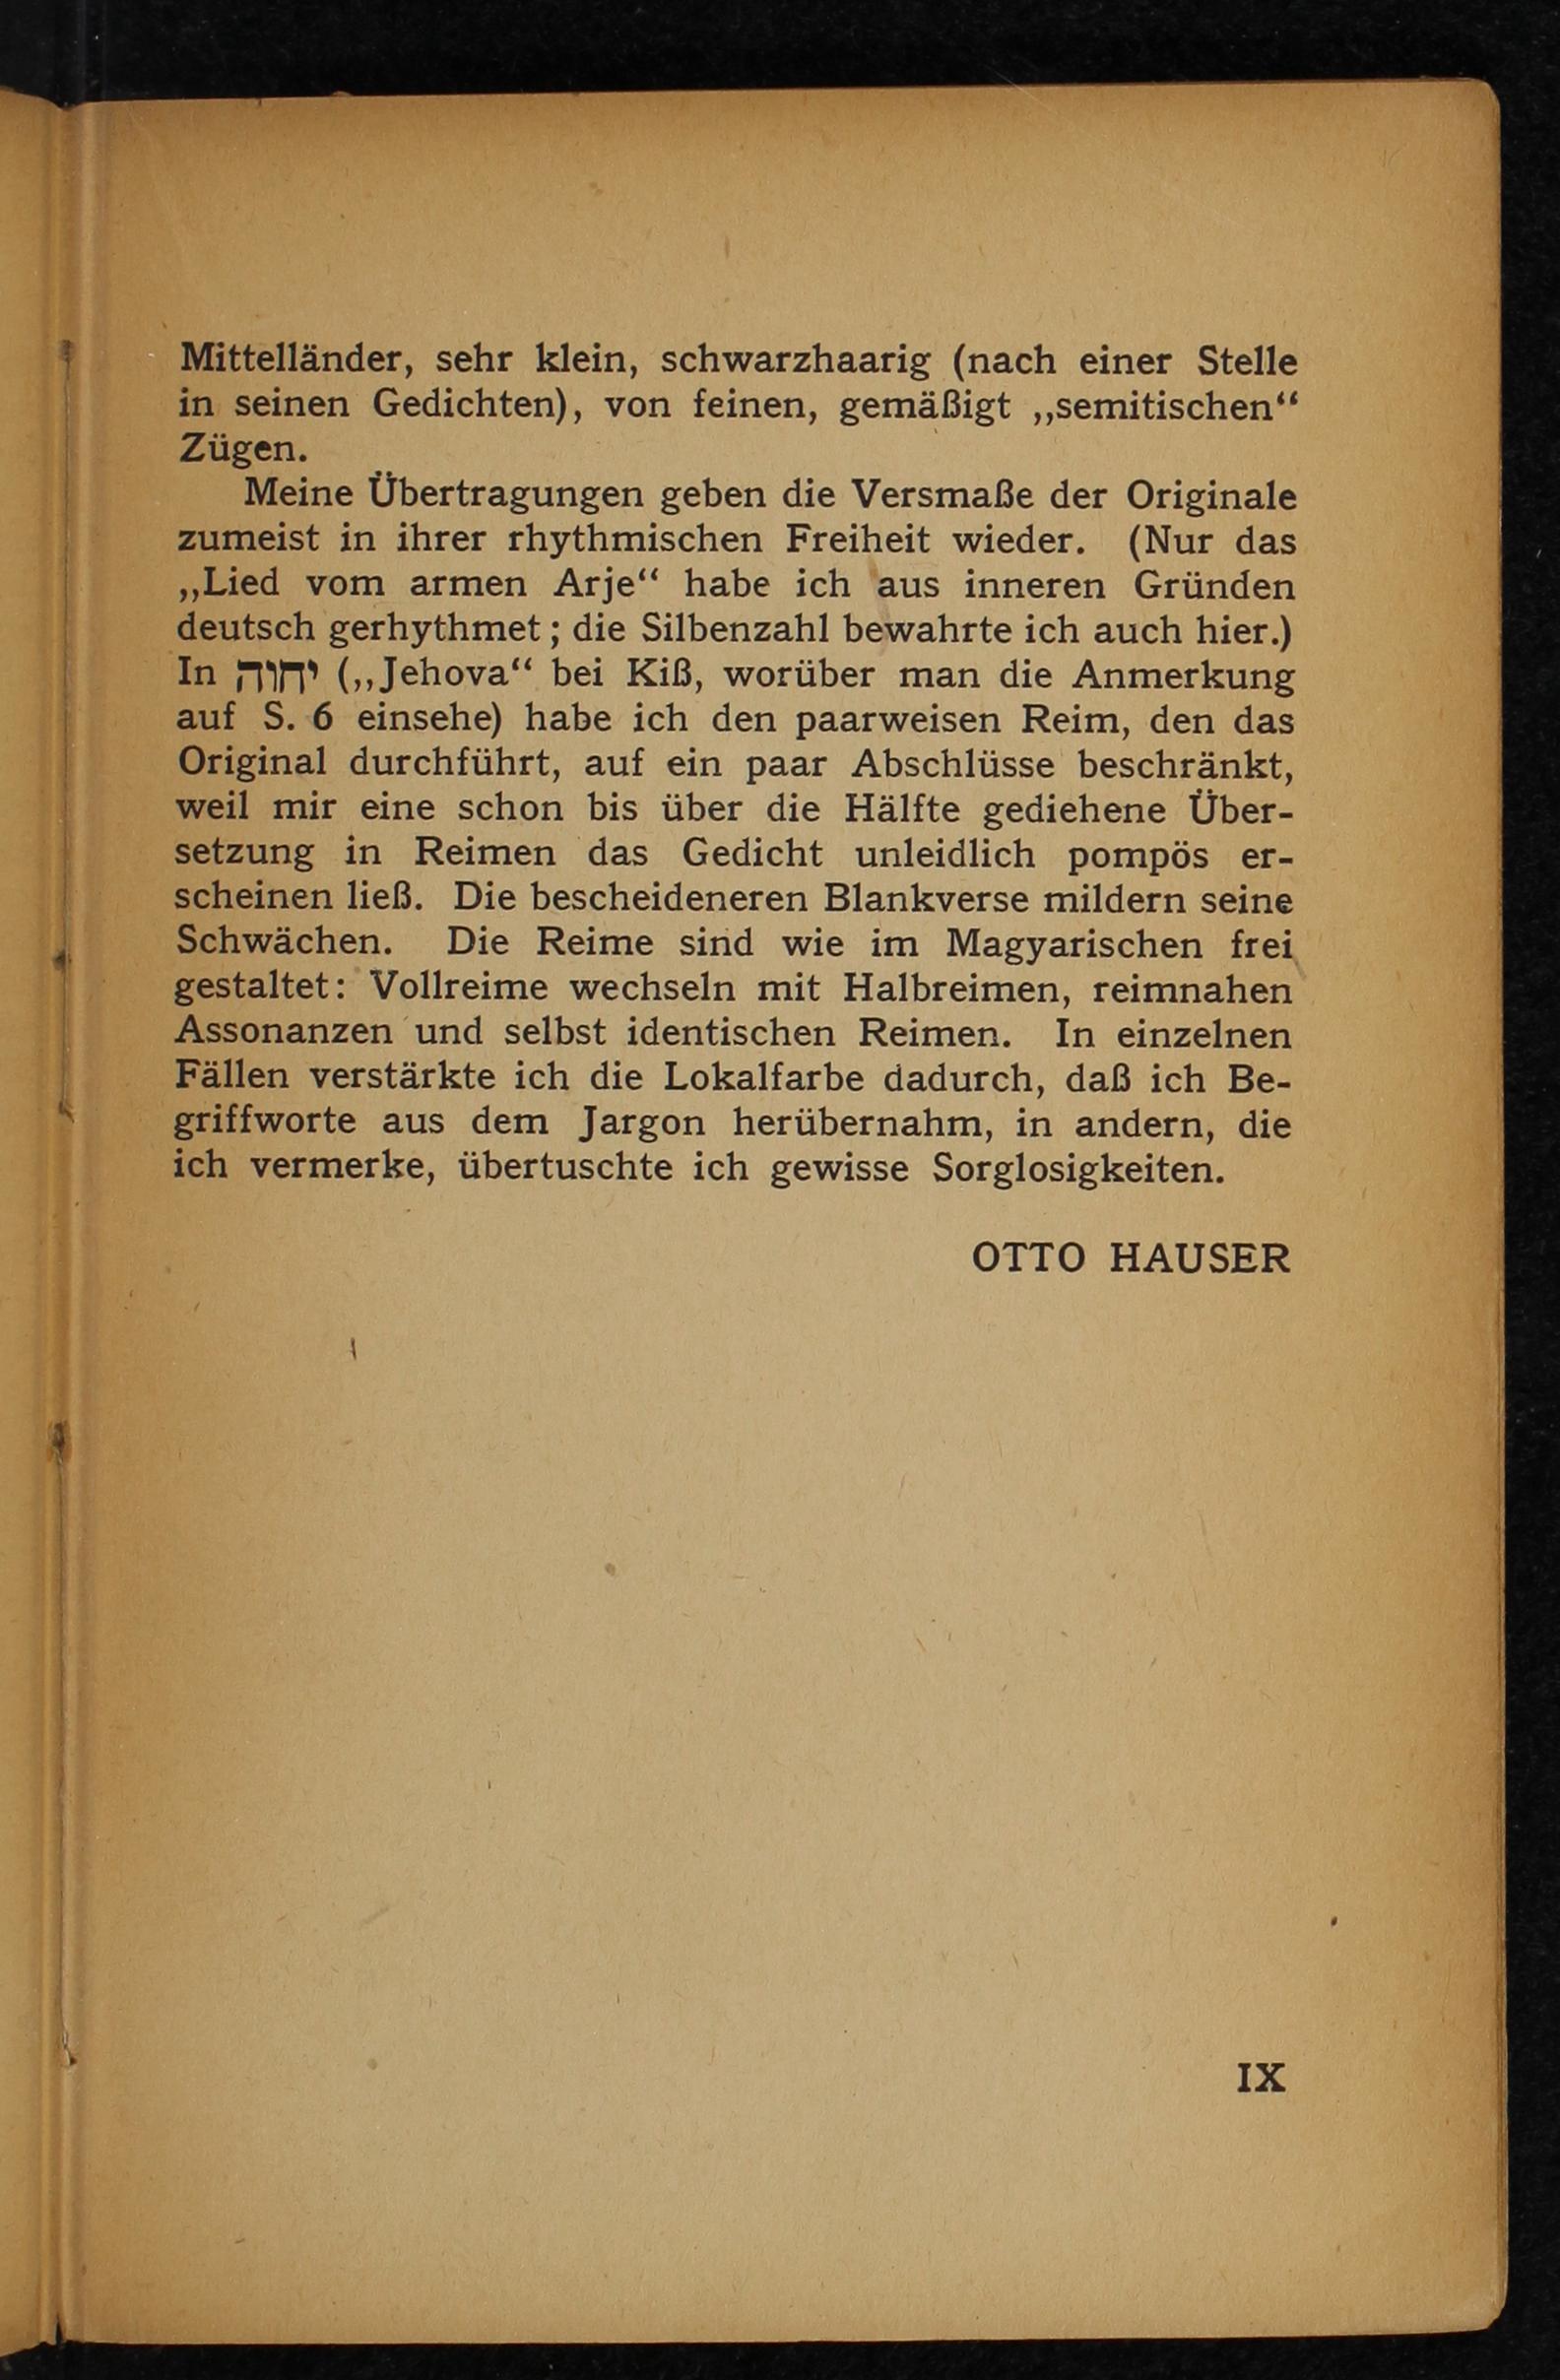 Mittelländer, sehr klein, schwarzhaarig (nach einer Stelle
in seinen Gedichten), von feinen, gemäßigt „semitischen“
Zügen.
Meine Übertragungen geben die Versmaße der Originale
zumeist in ihrer rhythmischen Freiheit wieder. (Nur das
„Lied vom armen Arje“ habe ich aus inneren Gründen
deutsch gerhythmet; die Silbenzahl bewahrte ich auch hier.)
In יהוה („Jehova“ bei Kiß, worüber man die Anmerkung
auf S. 6 einsehe) habe ich den paarweisen Reim, den das
Original durchführt, auf ein paar Abschlüsse beschränkt,
weil mir eine schon bis über die Hälfte gediehene Über-
setzung in Reimen das Gedicht unleidlich pompös er-
scheinen ließ. Die bescheideneren Blankverse mildern seine
Schwächen. Die Reime sind wie im Magyarischen frei
gestaltet: Vollreime wechseln mit Halbreimen, reimnahen
Assonanzen und selbst identischen Reimen. In einzelnen
Fällen verstärkte ich die Lokalfarbe dadurch, daß ich Be-
griffworte aus dem Jargon herübernahm, in andern, die
ich vermerke, übertuschte ich gewisse Sorglosigkeiten.
OTTO HAUSER
IX